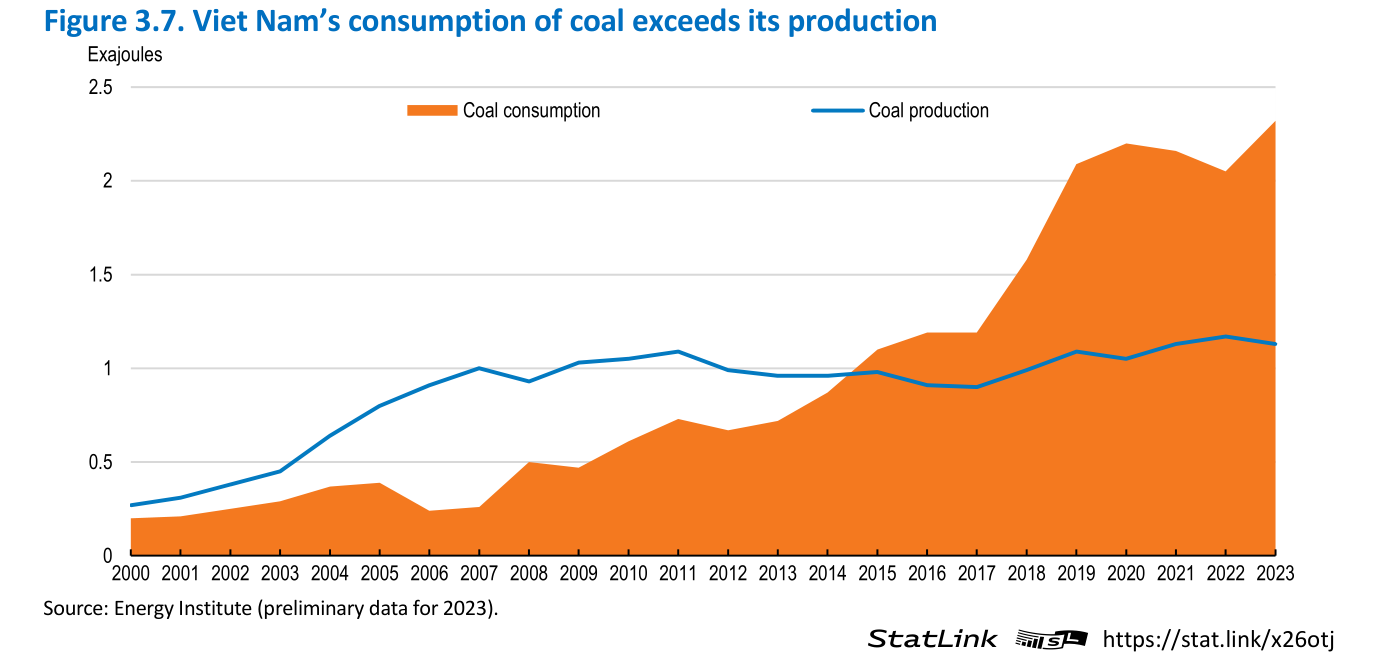 Figure 3.7. Viet Nam’s consumption of coal exceeds its production
Exajoules
2.5
Coal consumption
Coal production
2
1.5
1
0.5
0
2000 2001 2002 2003 2004 2005 2006 2007 2008 2009 2010 2011 2012 2013 2014 2015 2016 2017 2018 2019 2020 2021 2022 2023
Source: Energy Institute (preliminary data for 2023).
StatLink https://stat.link/x26otj